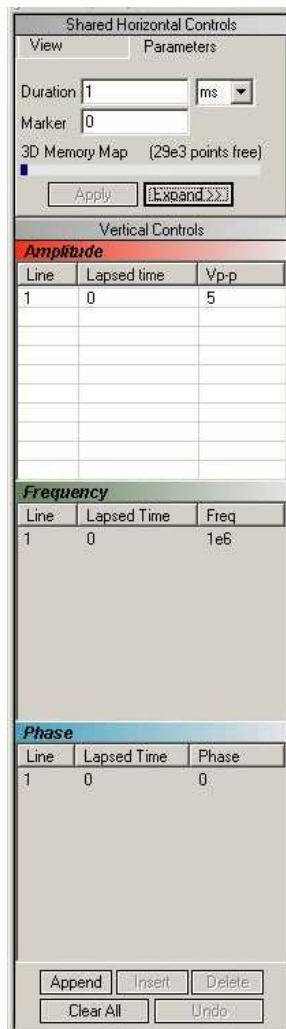 Shared Horizontal Controls
View Parameters
Duration 1 ms
Marker 0
3D Memory Map (29e3 points free)
Apply Expand >>
Vertical Controls
Amplitude
Line Lapsed time Vp-p
1 0 5
Frequency
Line Lapsed Time Freq
1 0 1e6
Phase
Line Lapsed Time Phase
1 0 0
Append Insert Delete
Clear All Undo